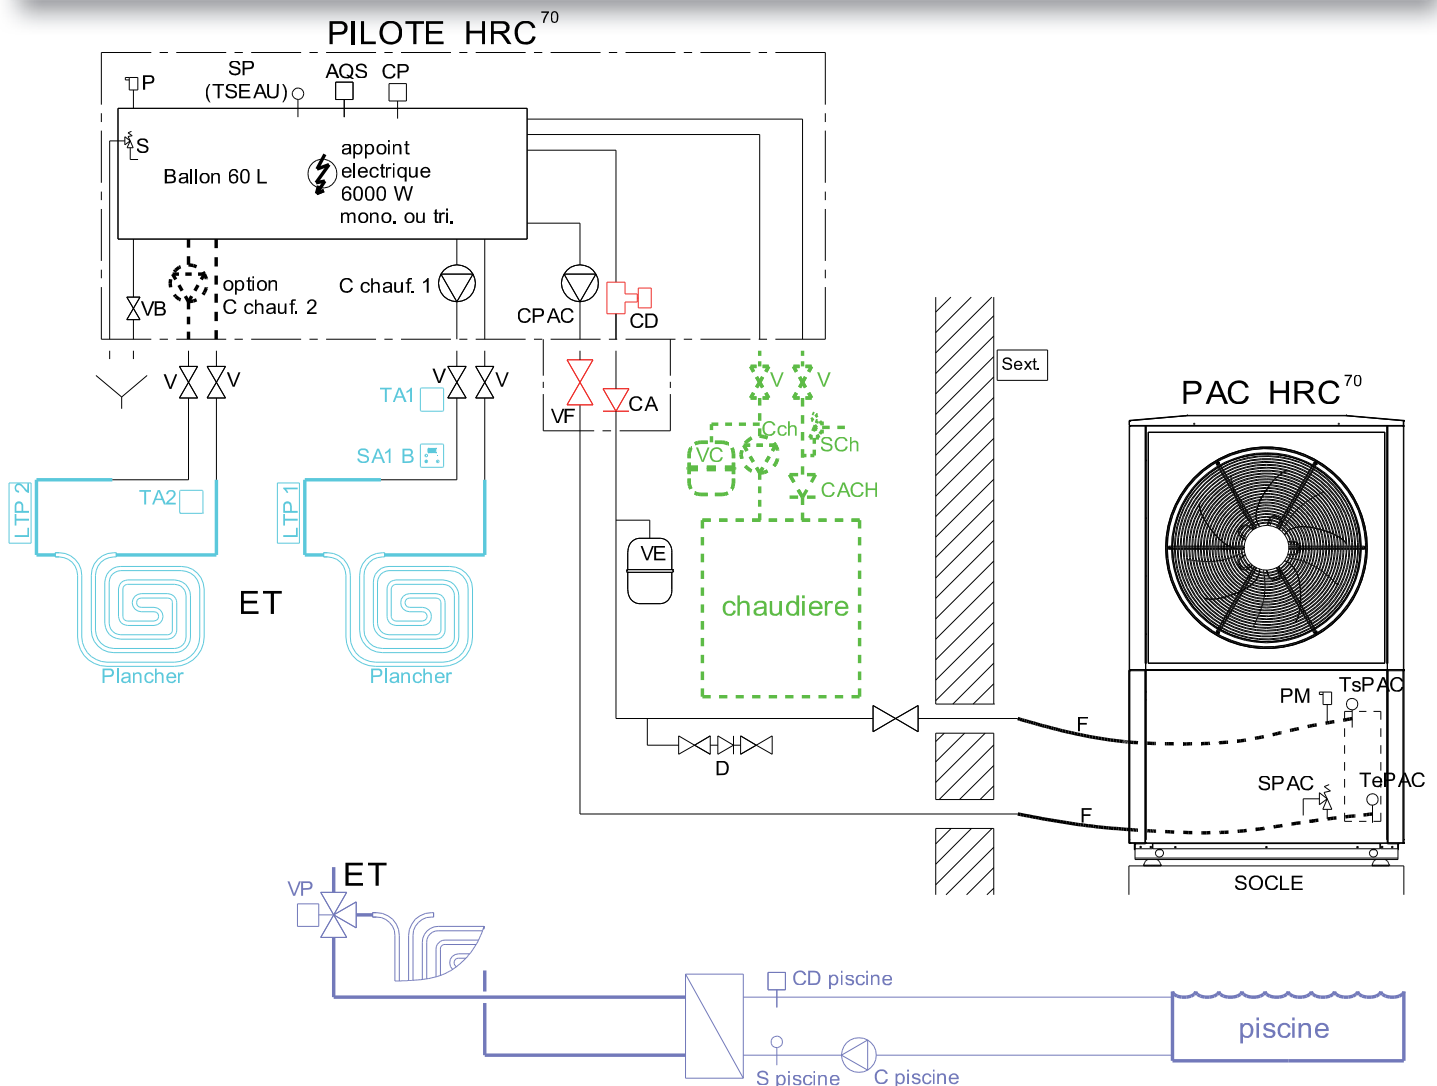 PILOTE HRC 70
P
SP
(TSEAU)
AQS
CP
S
Ballon 60 L
appoint
electrique
6000 W
mono. ou tri.
VB
option
C chauf. 2
C chauf. 1
CPAC
CD
V
V
V
V
TA1
SA1 B
VF
CA
V
V
Cch
SCh
VC
CACH
Sext.
PAC HRC 70
LTP 2
TA2
LTP 1
ET
Plancher
Plancher
VE
chaudiere
D
F
F
PM
TsPAC
SPAC
TePAC
SOCLE
ET
VP
CD piscine
S piscine
C piscine
piscine